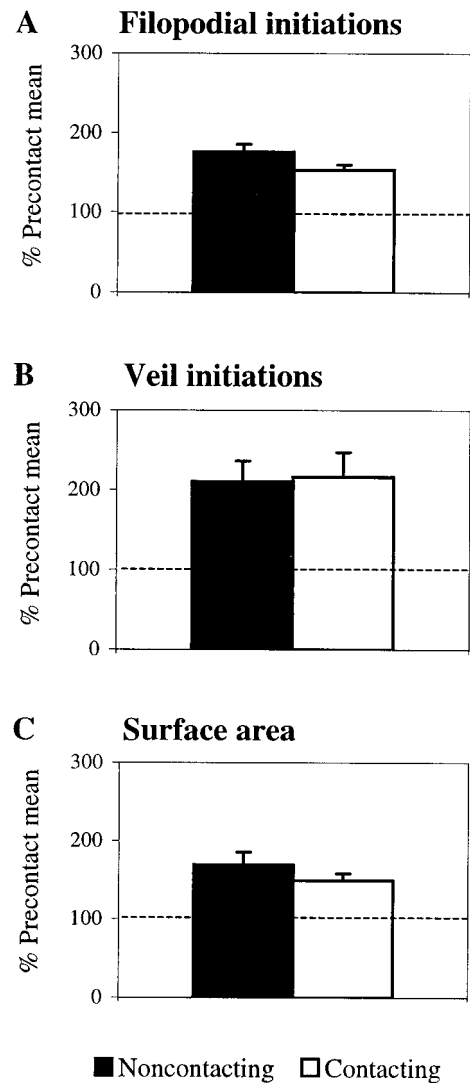 A Filopodial initiations
300
200
100
0
% Precontact mean
B Veil initiations
300
200
100
0
% Precontact mean
C Surface area
300
200
100
0
% Precontact mean
Noncontacting Contacting